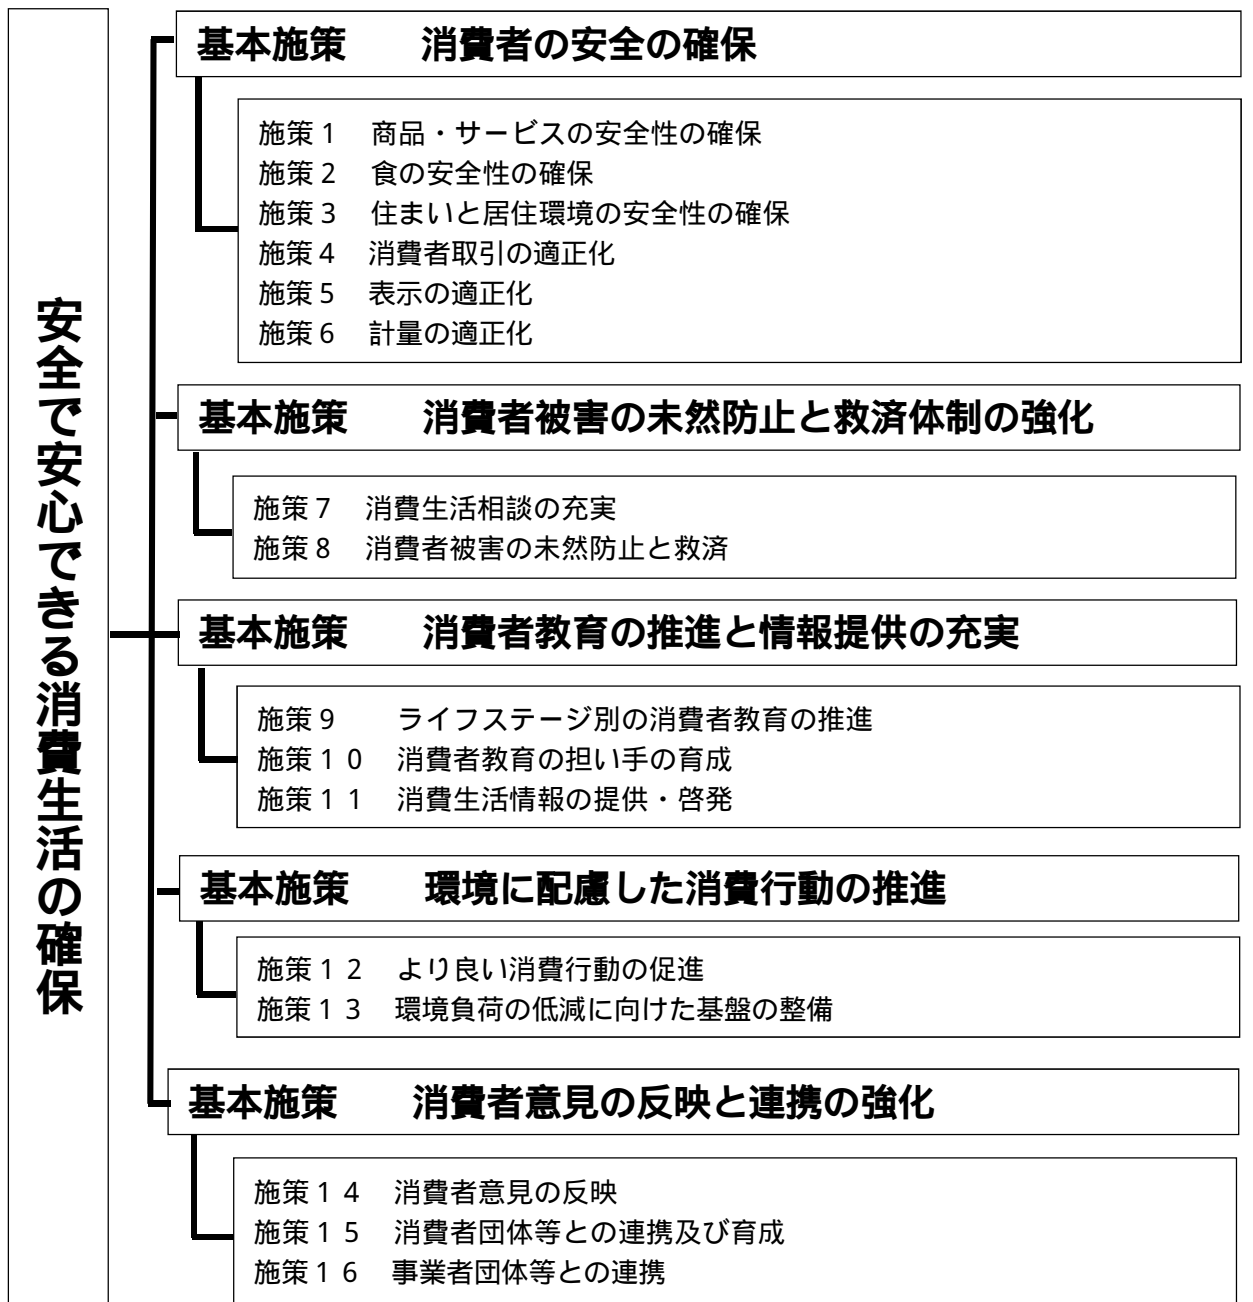 安全で安心できる消費生活の確保
基本施策　　消費者の安全の確保
施策１　商品・サービスの安全性の確保
施策２　食の安全性の確保
施策３　住まいと居住環境の安全性の確保
施策４　消費者取引の適正化
施策５　表示の適正化
施策６　計量の適正化
基本施策　　消費者被害の未然防止と救済体制の強化
施策７　消費生活相談の充実
施策８　消費者被害の未然防止と救済
基本施策　　消費者教育の推進と情報提供の充実
施策９　　ライフステージ別の消費者教育の推進
施策１０　消費者教育の担い手の育成
施策１１　消費生活情報の提供・啓発
基本施策　　環境に配慮した消費行動の推進
施策１２　より良い消費行動の促進
施策１３　環境負荷の低減に向けた基盤の整備
基本施策　　消費者意見の反映と連携の強化
施策１４　消費者意見の反映
施策１５　消費者団体等との連携及び育成
施策１６　事業者団体等との連携